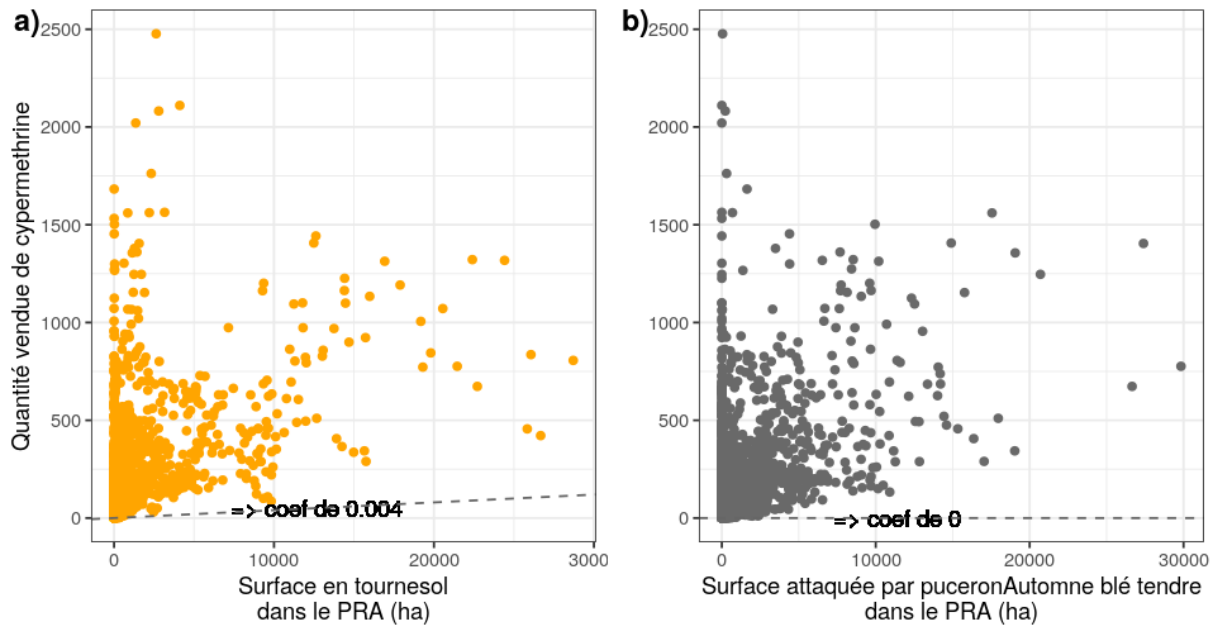 a)
Quantité vendue de cypermethrine
2500
2000
1500
1000
500
0
=> coef de 0.004
0
10000
20000
30000
Surface en tournesol
dans le PRA (ha)
b)
2500
2000
1500
1000
500
0
=> coef de 0
0
10000
20000
30000
Surface attaquée par puceronAutomne blé tendre
dans le PRA (ha)